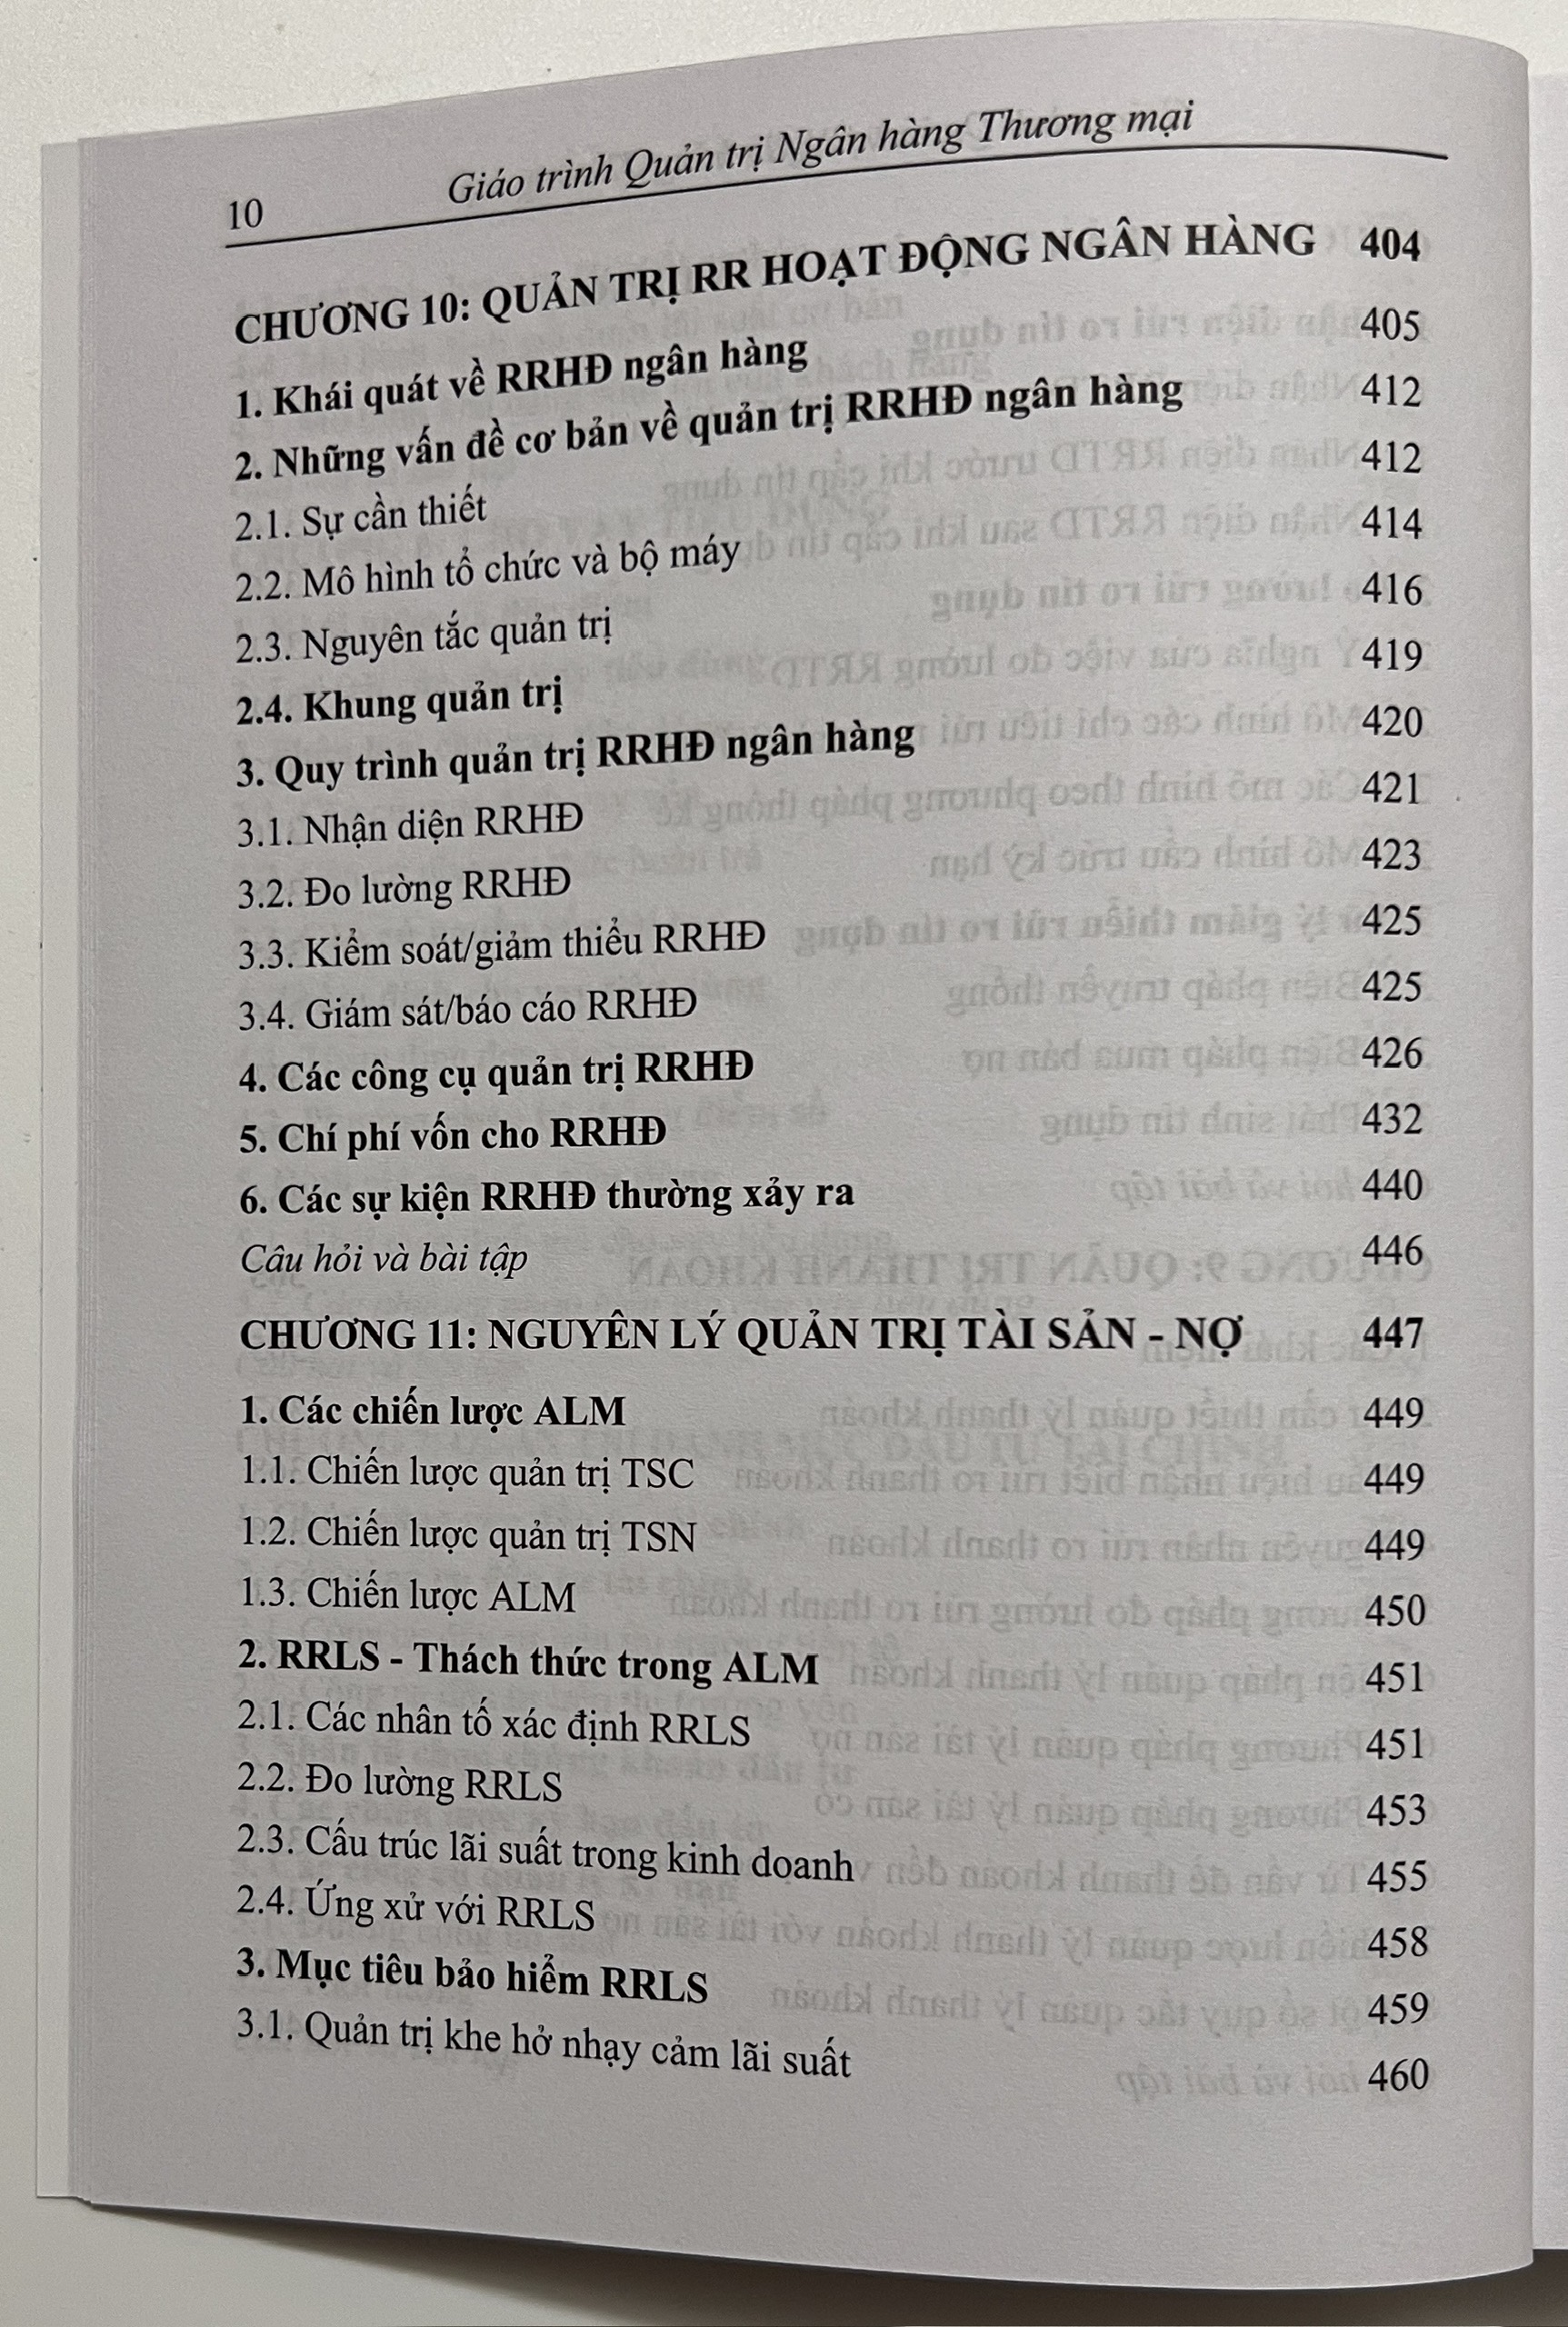 10 Giáo trình Quản trị Ngân hàng Thương mại
CHƯƠNG 10: QUẢN TRỊ RR HOẠT ĐỘNG NGÂN HÀNG 404
1. Khái quát về RRHĐ ngân hàng 405
2. Những vấn đề cơ bản về quản trị RRHĐ ngân hàng 412
2.1. Sự cần thiết 412
2.2. Mô hình tổ chức và bộ máy 414
2.3. Nguyên tắc quản trị 416
2.4. Khung quản trị 419
3. Quy trình quản trị RRHĐ ngân hàng 420
3.1. Nhận diện RRHĐ 421
3.2. Đo lường RRHĐ 423
3.3. Kiểm soát/giảm thiểu RRHĐ 425
3.4. Giám sát/báo cáo RRHĐ 425
4. Các công cụ quản trị RRHĐ 426
5. Chí phí vốn cho RRHĐ 432
6. Các sự kiện RRHĐ thường xảy ra 440
Câu hỏi và bài tập 446
CHƯƠNG 11: NGUYÊN LÝ QUẢN TRỊ TÀI SẢN - NỢ 447
1. Các chiến lược ALM 449
1.1. Chiến lược quản trị TSC 449
1.2. Chiến lược quản trị TSN 449
1.3. Chiến lược ALM 450
2. RRLS - Thách thức trong ALM 451
2.1. Các nhân tố xác định RRLS 451
2.2. Đo lường RRLS 453
2.3. Cấu trúc lãi suất trong kinh doanh 455
2.4. Ứng xử với RRLS 458
3. Mục tiêu bảo hiểm RRLS 459
3.1. Quản trị khe hở nhạy cảm lãi suất 460